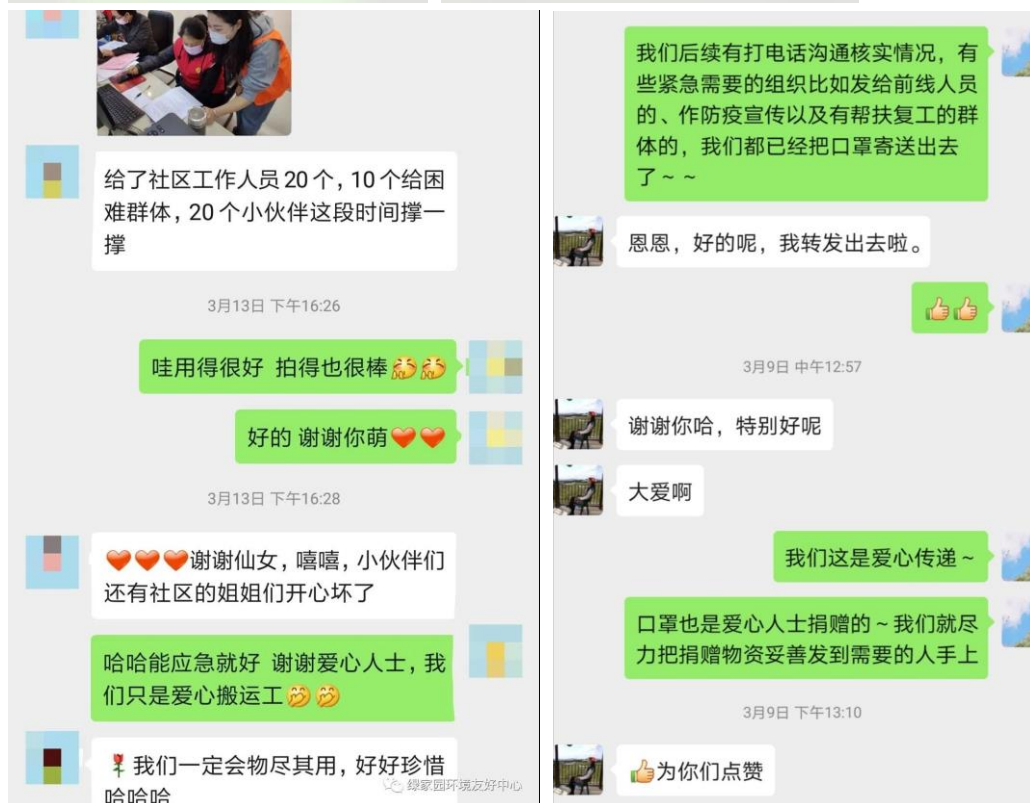 给了社区工作人员20个，10个给困
难群体，20个小伙伴这段时间撑一
撑
3月13日 下午16:26
哇用得很好 拍得也很棒
好的 谢谢你萌
3月13日 下午16:28
谢谢仙女，嘻嘻，小伙伴们
还有社区的姐姐们开心坏了
哈哈能应急就好 谢谢爱心人士，我
们只是爱心搬运工
我们一定会物尽其用，好好珍惜
哈哈哈
绿家园环境友好中心
我们后续有打电话沟通核实情况，有
些紧急需要的组织比如发给前线人员
的、作防疫宣传以及有帮扶复工的群
体的，我们都已经把口罩寄送出去
了~~
恩恩，好的呢，我转发出去啦。
3月9日 中午12:57
谢谢你哈，特别好呢
大爱啊
我们这是爱心传递~
口罩也是爱心人士捐赠的~我们就尽
力把捐赠物资妥善发到需要的人手上
3月9日 下午13:10
为你们点赞